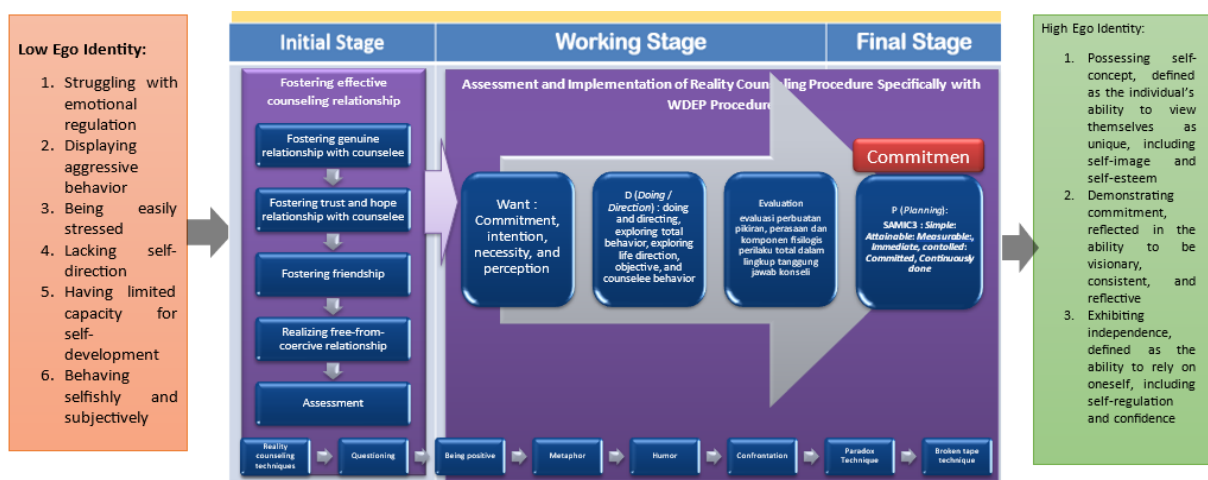 Low Ego Identity:
1. Struggling with
emotional
regulation
2. Displaying
aggressive
behavior
3. Being easily
stressed
4. Lacking self-
direction
5. Having limited
capacity for
self-
development
6. Behaving
selfishly and
subjectively
Initial Stage
Working Stage
Final Stage
Fostering effective
counseling relationship
Fostering genuine
relationship with counselee
Fostering trust and hope
relationship with counselee
Fostering friendship
Realizing free-from-
coercive relationship
Assessment
Assessment and Implementation of Reality Counseling Procedure Specifically with
WDEP Procedure
Commitmen
Want :
Commitment,
intention,
necessity, and
perception
D (Doing /
Direction) : doing
and directing,
exploring total
behavior, exploring
life direction,
objective, and
counselee behavior
Evaluation
evaluasi perbuatan
pikiran, perasaan dan
komponen fisilogis
perilaku total dalam
lingkup tanggung
jawab konseli
P (Planning):
SAMIC3 : Simple:
Attainable: Measurable:,
Immediate, contolled:
Committed, Continuously
done
Reality
counseling
techniques
Questioning
Being positive
Metaphor
Humor
Confrontation
Paradox
Technique
Broken tape
technique
High Ego Identity:
1. Possessing self-
concept, defined
as the individual's
ability to view
themselves as
unique, including
self-image and
self-esteem
2. Demonstrating
commitment,
reflected in the
ability to be
visionary,
consistent, and
reflective
3. Exhibiting
independence,
defined as the
ability to rely on
oneself, including
self-regulation
and confidence